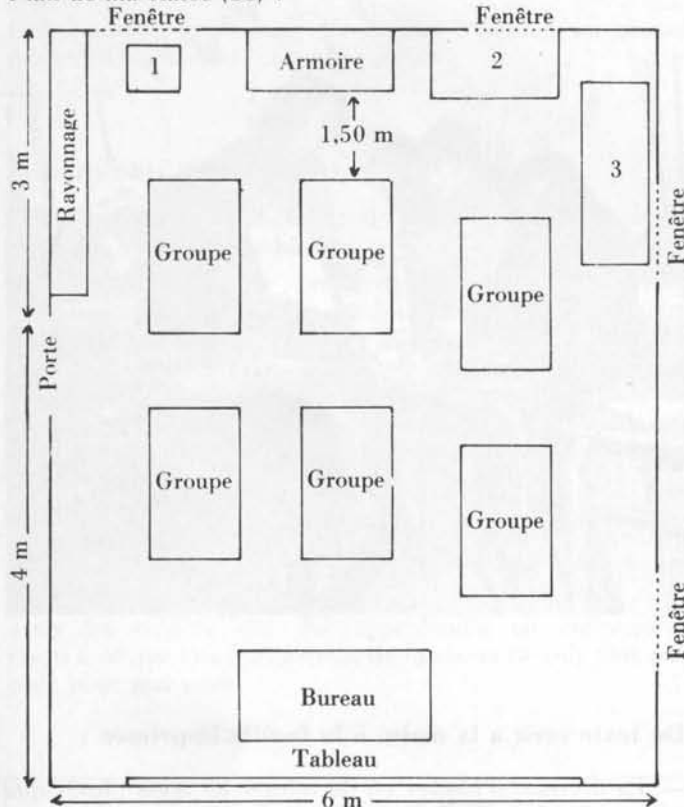 Fenêtre
Fenêtre
1
Armoire
2
Rayonnage
3 m
1,50 m
3
Fenêtre
Groupe
Groupe
Groupe
Porte
Groupe
Groupe
Groupe
4 m
Fenêtre
Bureau
Tableau
6 m